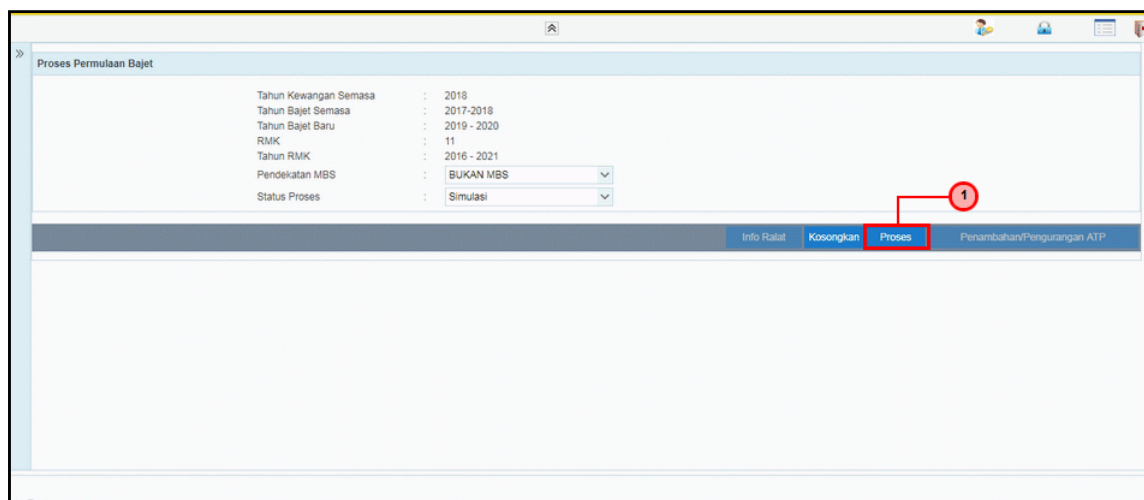 Proses Permulaan Bajet
Tahun Kewangan Semasa : 2018
Tahun Bajet Semasa : 2017-2018
Tahun Bajet Baru : 2019 - 2020
RMK : 11
Tahun RMK : 2016 - 2021
Pendekatan MBS : BUKAN MBS
Status Proses : Simulasi
1
Info Ralat Kosongkan Proses Penambahan/Pengurangan ATP